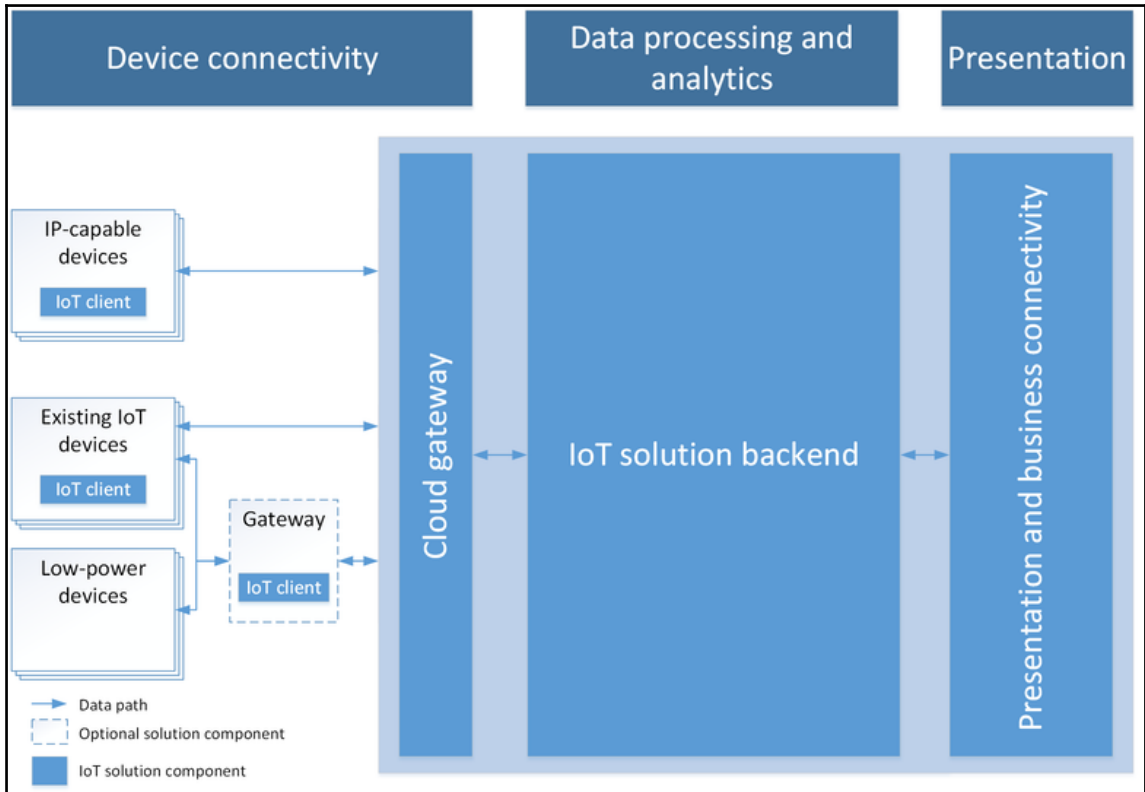 Device connectivity
Data processing and
analytics
Presentation
IP-capable
devices
IoT client
Existing IoT
devices
IoT client
Low-power
devices
Gateway
IoT client
Cloud gateway
IoT solution backend
Presentation and business connectivity
Data path
Optional solution component
IoT solution component